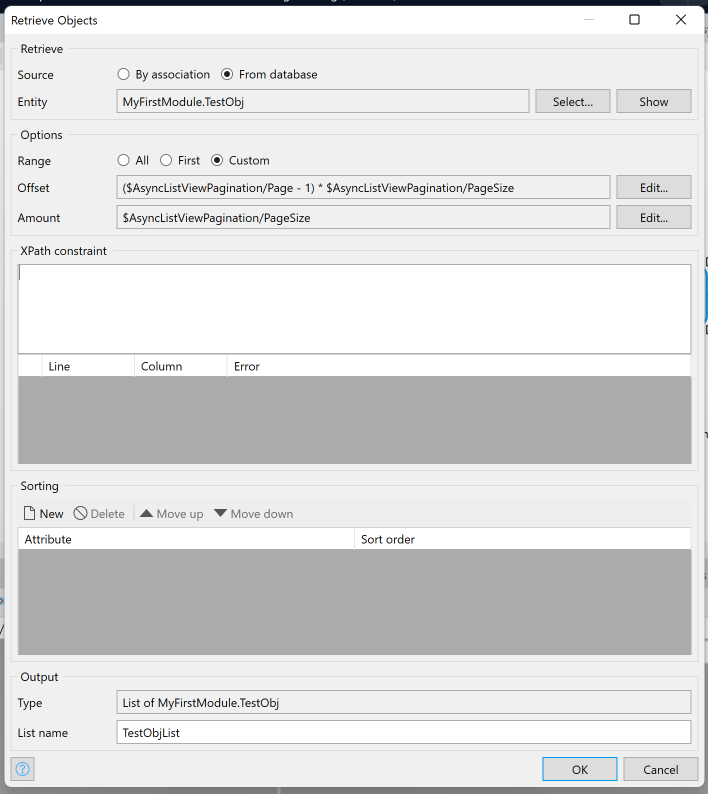 Retrieve Objects
Retrieve
Source By association From database
Entity MyFirstModule.TestObj Select... Show
Options
Range All First Custom
Offset ($AsyncListViewPagination/Page - 1) * $AsyncListViewPagination/PageSize Edit...
Amount $AsyncListViewPagination/PageSize Edit...
XPath constraint
Line Column Error
Sorting
New Delete Move up Move down
Attribute Sort order
Output
Type List of MyFirstModule.TestObj
List name TestObjList
? OK Cancel